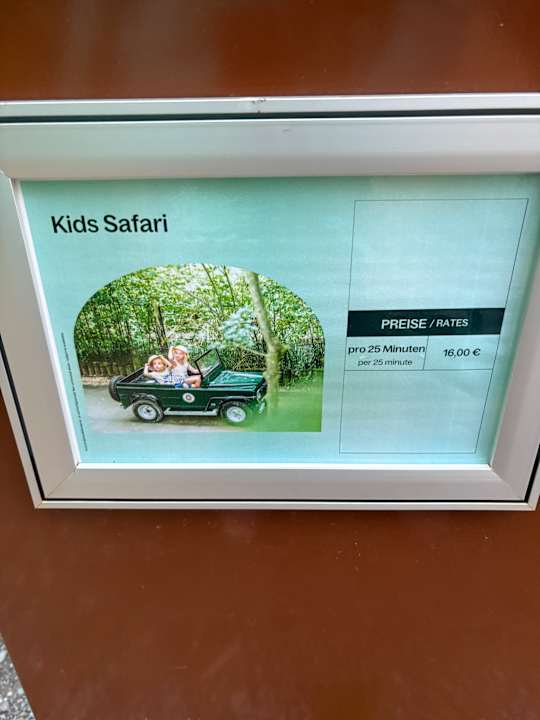 Kids Safari
PREISE / RATES
pro 25 Minuten
per 25 minute
16,00 €